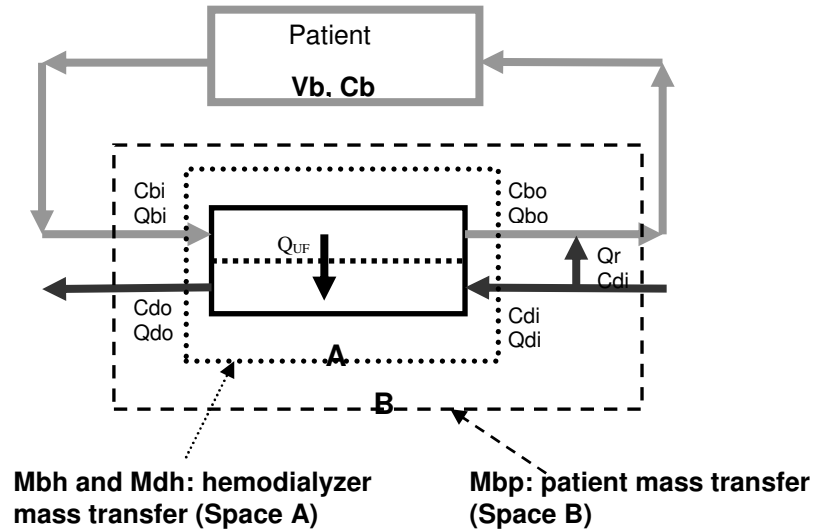 Patient
Vb, Cb
Cbi
Qbi
Cbo
Qbo
QUF
Qr
Cdi
Cdo
Qdo
Cdi
Qdi
A
B
Mbh and Mdh: hemodialyzer
mass transfer (Space A)
Mbp: patient mass transfer
(Space B)